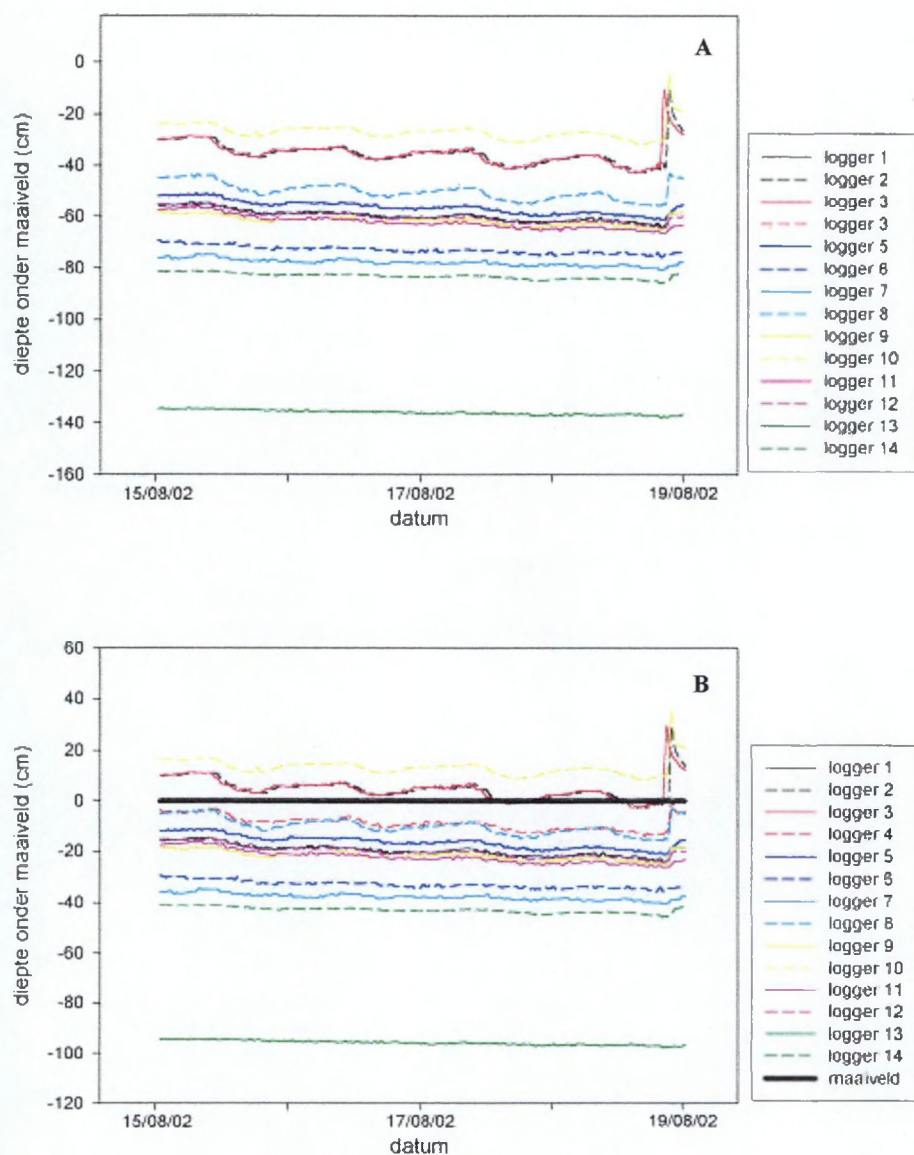 A
0
-20
-40
-60
-80
-100
-120
-140
-160
diepte onder maaiveld (cm)
15/08/02 17/08/02 19/08/02
datum
logger 1
logger 2
logger 3
logger 3
logger 5
logger 6
logger 7
logger 8
logger 9
logger 10
logger 11
logger 12
logger 13
logger 14
B
60
40
20
0
-20
-40
-60
-80
-100
-120
diepte onder maaiveld (cm)
15/08/02 17/08/02 19/08/02
datum
logger 1
logger 2
logger 3
logger 4
logger 5
logger 6
logger 7
logger 8
logger 9
logger 10
logger 11
logger 12
logger 13
logger 14
maaiveld